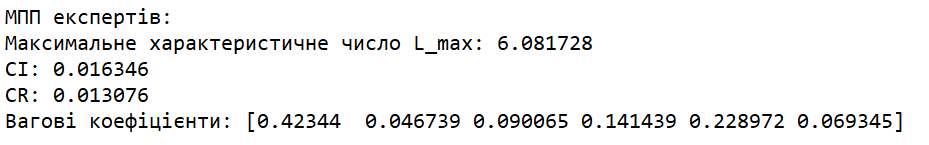 МПП експертів:
Максимальне характеристичне число L_max: 6.081728
CI: 0.016346
CR: 0.013076
Вагові коефіцієнти: [0.42344  0.046739 0.090065 0.141439 0.228972 0.069345]